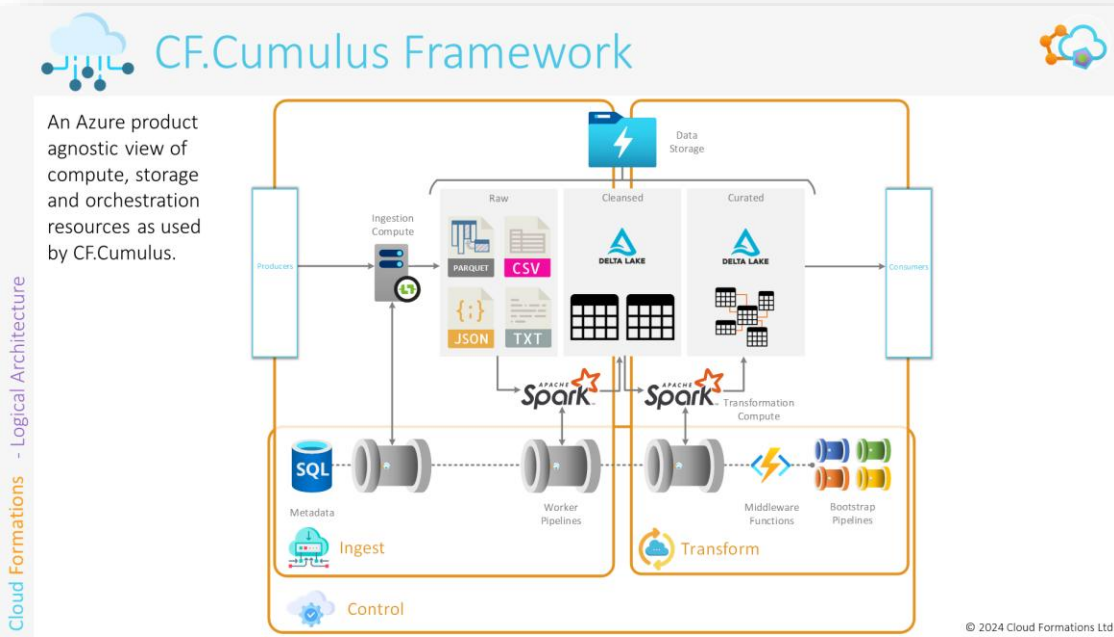 CF.Cumulus Framework
An Azure product
agnostic view of
compute, storage
and orchestration
resources as used
by CF.Cumulus.
Cloud Formations - Logical Architecture
Data
Storage
Raw
Cleansed
Curated
Ingestion
Compute
Producers
PARQUET
CSV
{;}
JSON
TXT
DELTA LAKE
DELTA LAKE
Consumers
APACHE
Spark
APACHE
Spark
Transformation
Compute
SQL
Metadata
Worker
Pipelines
Middleware
Functions
Bootstrap
Pipelines
Ingest
Transform
Control
© 2024 Cloud Formations Ltd